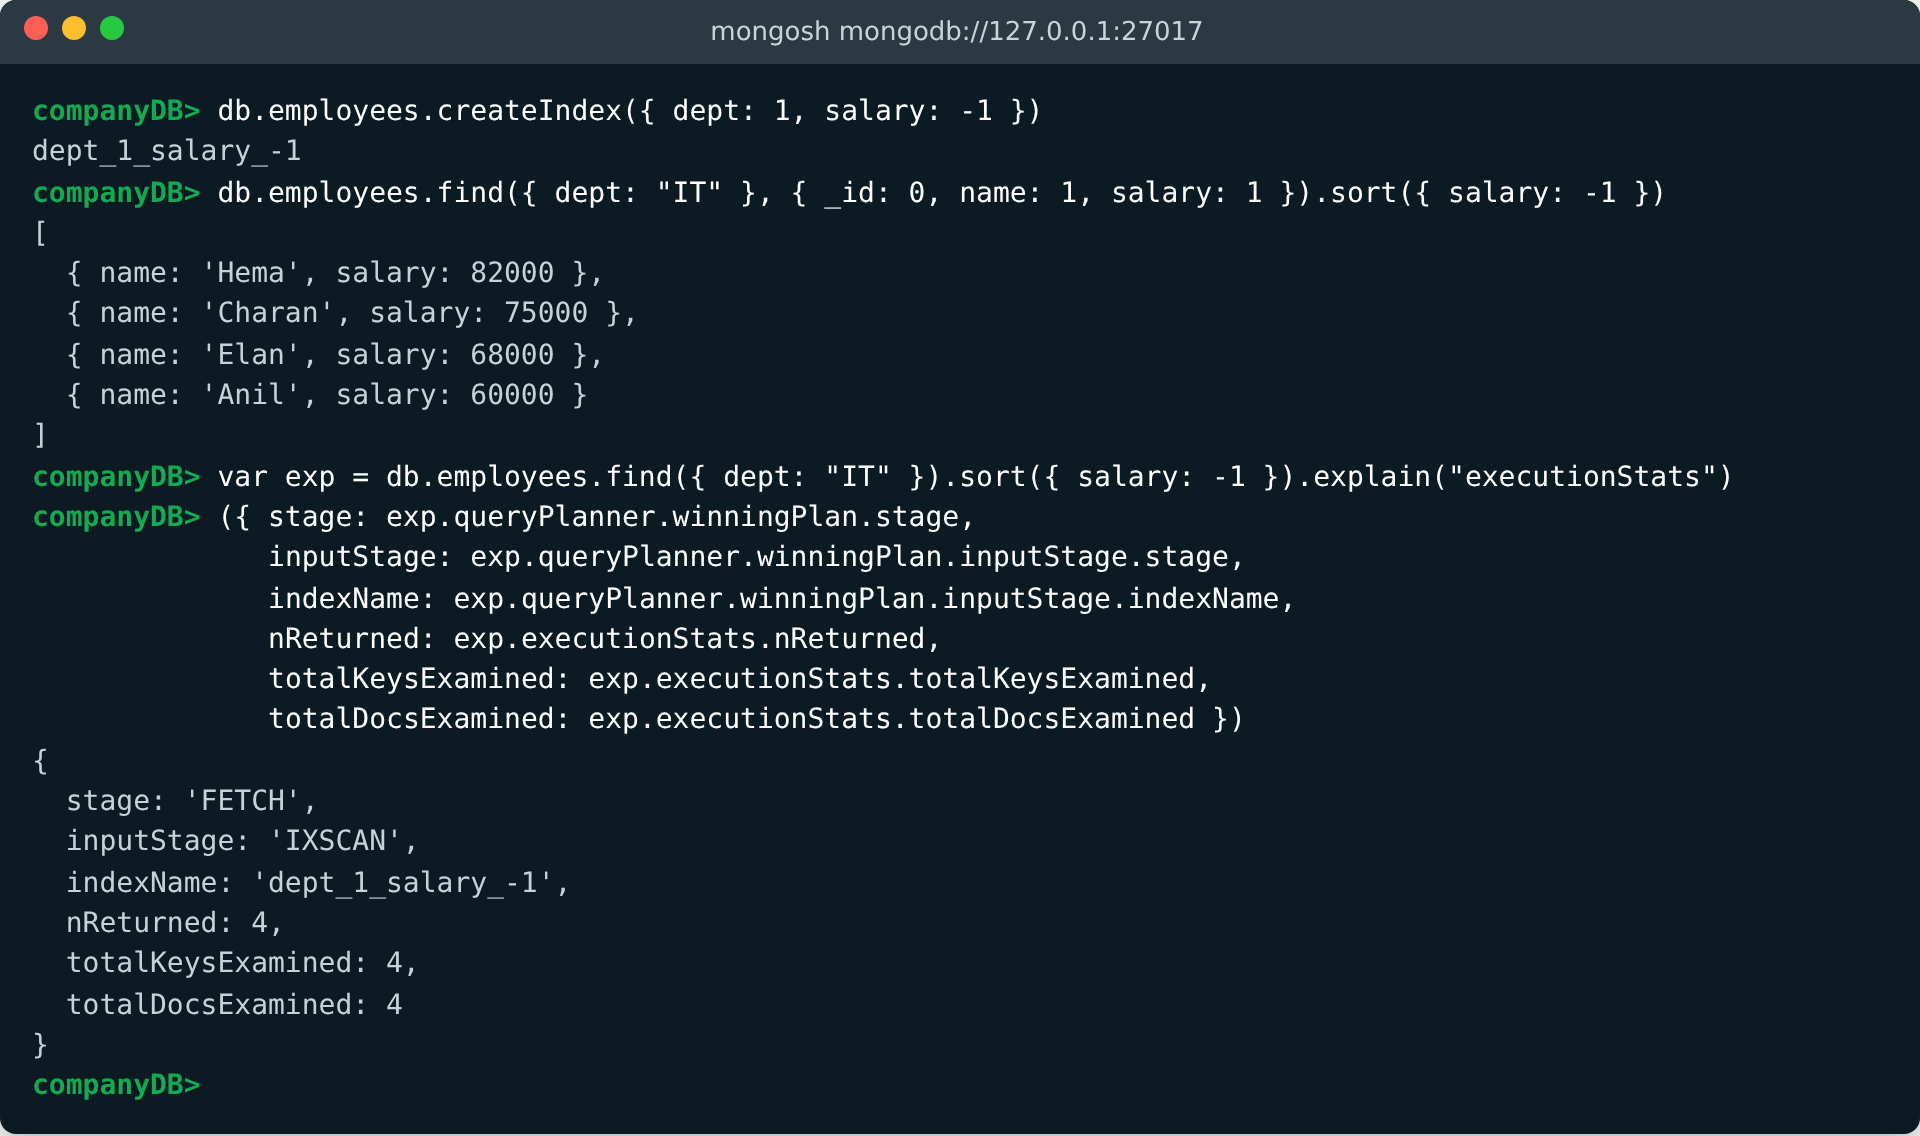 mongosh mongodb://127.0.0.1:27017
companyDB> db.employees.createIndex({ dept: 1, salary: -1 })
dept_1_salary_-1
companyDB> db.employees.find({ dept: "IT" }, { _id: 0, name: 1, salary: 1 }).sort({ salary: -1 })
[
  { name: 'Hema', salary: 82000 },
  { name: 'Charan', salary: 75000 },
  { name: 'Elan', salary: 68000 },
  { name: 'Anil', salary: 60000 }
]
companyDB> var exp = db.employees.find({ dept: "IT" }).sort({ salary: -1 }).explain("executionStats")
companyDB> ({ stage: exp.queryPlanner.winningPlan.stage,
              inputStage: exp.queryPlanner.winningPlan.inputStage.stage,
              indexName: exp.queryPlanner.winningPlan.inputStage.indexName,
              nReturned: exp.executionStats.nReturned,
              totalKeysExamined: exp.executionStats.totalKeysExamined,
              totalDocsExamined: exp.executionStats.totalDocsExamined })
{
  stage: 'FETCH',
  inputStage: 'IXSCAN',
  indexName: 'dept_1_salary_-1',
  nReturned: 4,
  totalKeysExamined: 4,
  totalDocsExamined: 4
}
companyDB>